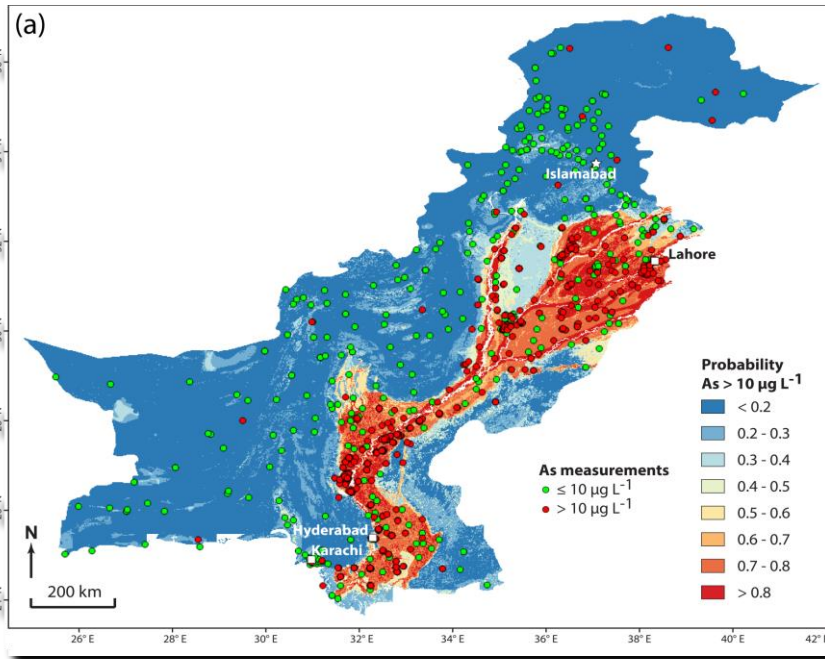 (a)
Islamabad
Lahore
Hyderabad
Karachi
N
200 km
As measurements
≤ 10 µg L⁻¹
> 10 µg L⁻¹
Probability
As > 10 µg L⁻¹
< 0.2
0.2 - 0.3
0.3 - 0.4
0.4 - 0.5
0.5 - 0.6
0.6 - 0.7
0.7 - 0.8
> 0.8
26° E 28° E 30° E 32° E 34° E 36° E 38° E 40° E 42° E